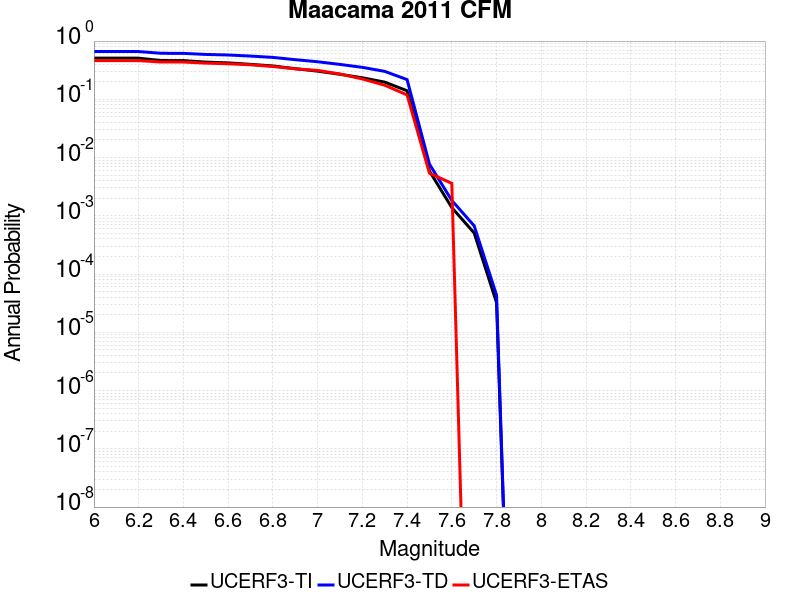 Maacama 2011 CFM
10^0
10^-1
10^-2
10^-3
10^-4
10^-5
10^-6
10^-7
10^-8
Annual Probability
6 6.2 6.4 6.6 6.8 7 7.2 7.4 7.6 7.8 8 8.2 8.4 8.6 8.8 9
Magnitude
UCERF3-TI UCERF3-TD UCERF3-ETAS